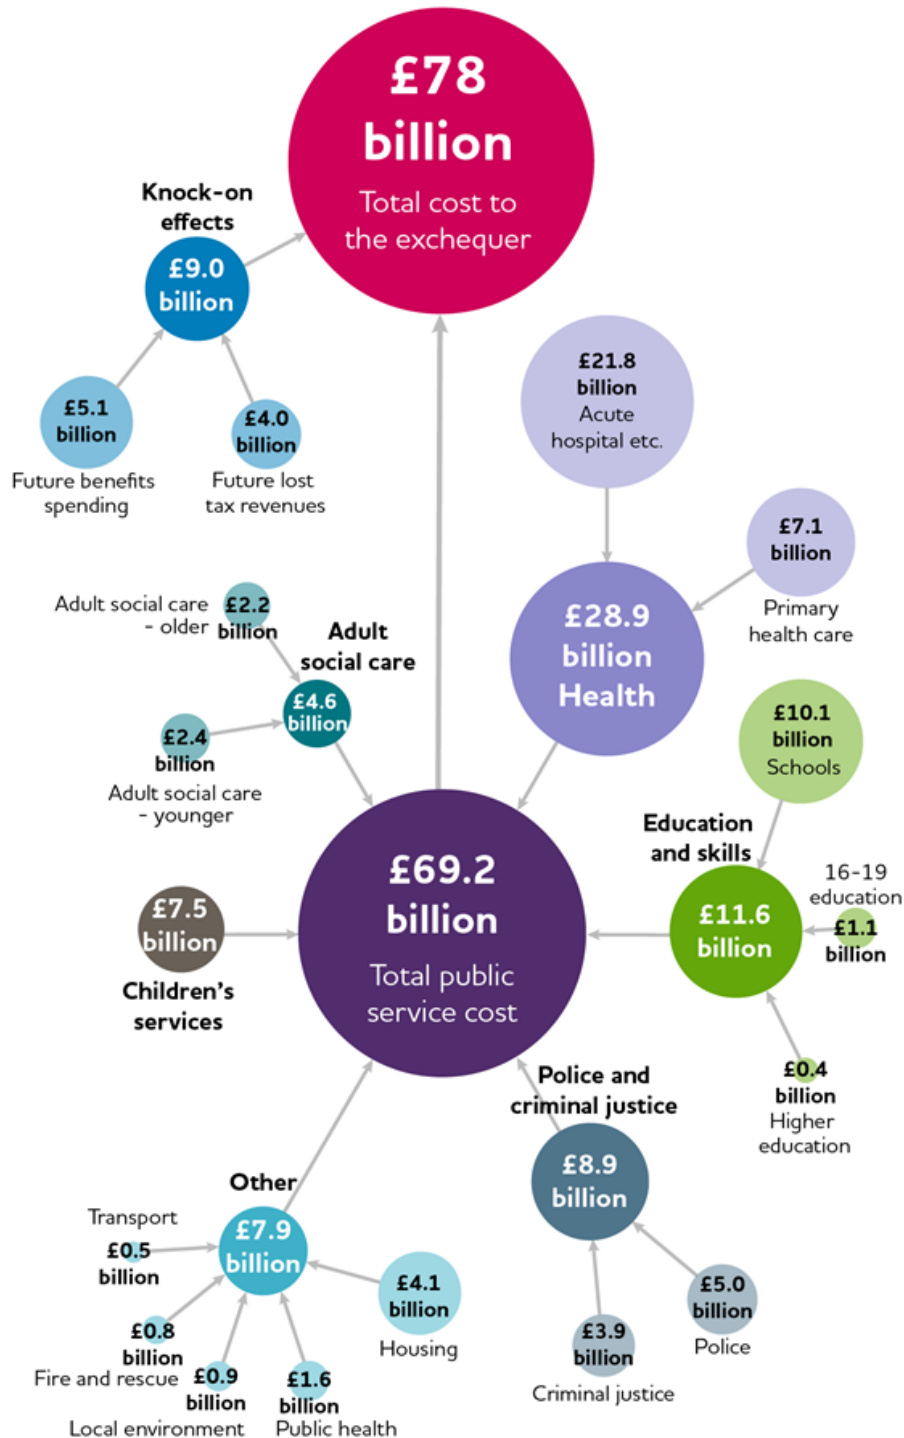 £78
billion
Total cost to
the exchequer
Knock-on
effects
£9.0
billion
£5.1
billion
Future benefits
spending
£4.0
billion
Future lost
tax revenues
£21.8
billion
Acute
hospital etc.
£7.1
billion
Primary
health care
£28.9
billion
Health
Adult social care
- older
£2.2
billion
Adult
social care
£4.6
billion
£2.4
billion
Adult social care
- younger
£10.1
billion
Schools
Education
and skills
£11.6
billion
16-19
education
£1.1
billion
£0.4
billion
Higher
education
£69.2
billion
Total public
service cost
£7.5
billion
Children's
services
Police and
criminal justice
£8.9
billion
£5.0
billion
Police
£3.9
billion
Criminal justice
Other
£7.9
billion
Transport
£0.5
billion
£0.8
billion
Fire and rescue
£0.9
billion
Local environment
£1.6
billion
Public health
£4.1
billion
Housing